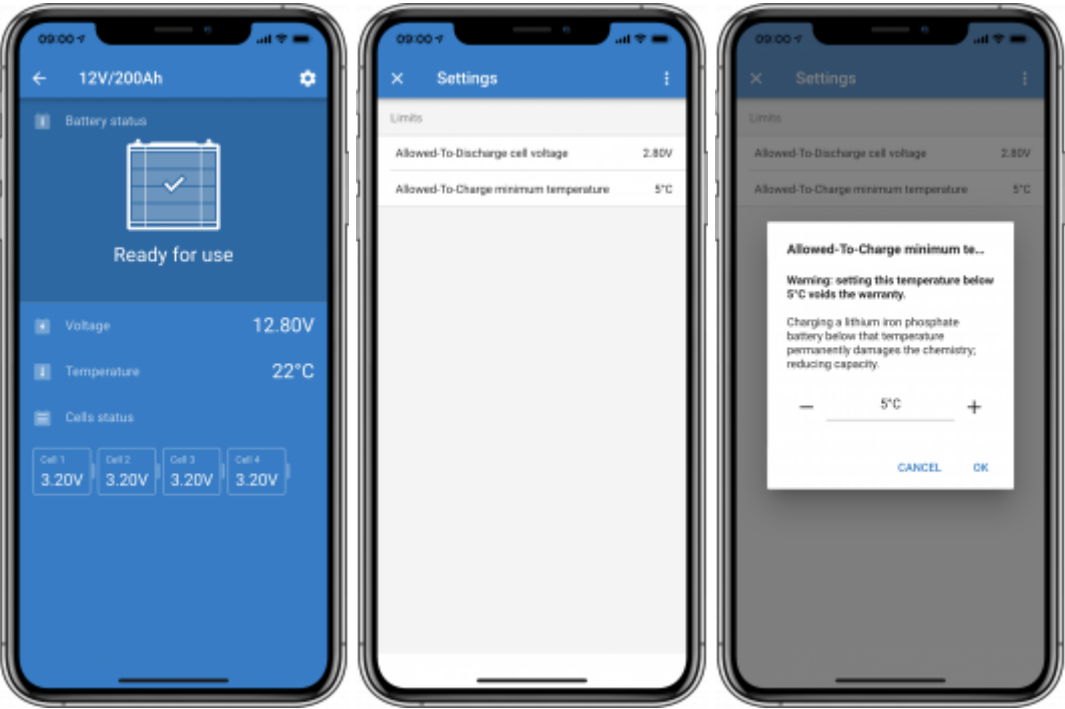 09:00
12V/200Ah
Battery status
Ready for use
Voltage 12.80V
Temperature 22°C
Cells status
Cell 1 Cell 2 Cell 3 Cell 4
3.20V 3.20V 3.20V 3.20V
09:00
Settings
Limits
Allowed-To-Discharge cell voltage 2.80V
Allowed-To-Charge minimum temperature 5°C
09:00
Settings
Limits
Allowed-To-Discharge cell voltage 2.80V
Allowed-To-Charge minimum temperature 5°C
Allowed-To-Charge minimum te...
Warning: setting this temperature below
5°C voids the warranty.
Charging a lithium iron phosphate
battery below that temperature
permanently damages the chemistry;
reducing capacity.
5°C
CANCEL OK